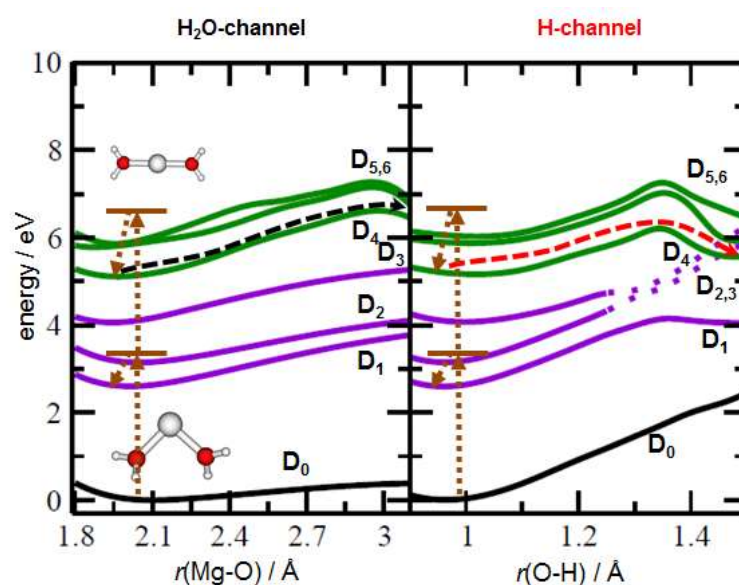 H₂O-channel
H-channel
energy / eV
10
8
6
4
2
0
D₅,₆
D₄
D₃
D₂
D₁
D₀
D₅,₆
D₄
D₂,₃
D₁
D₀
1.8 2.1 2.4 2.7 3
1 1.2 1.4
r(Mg-O) / Å
r(O-H) / Å